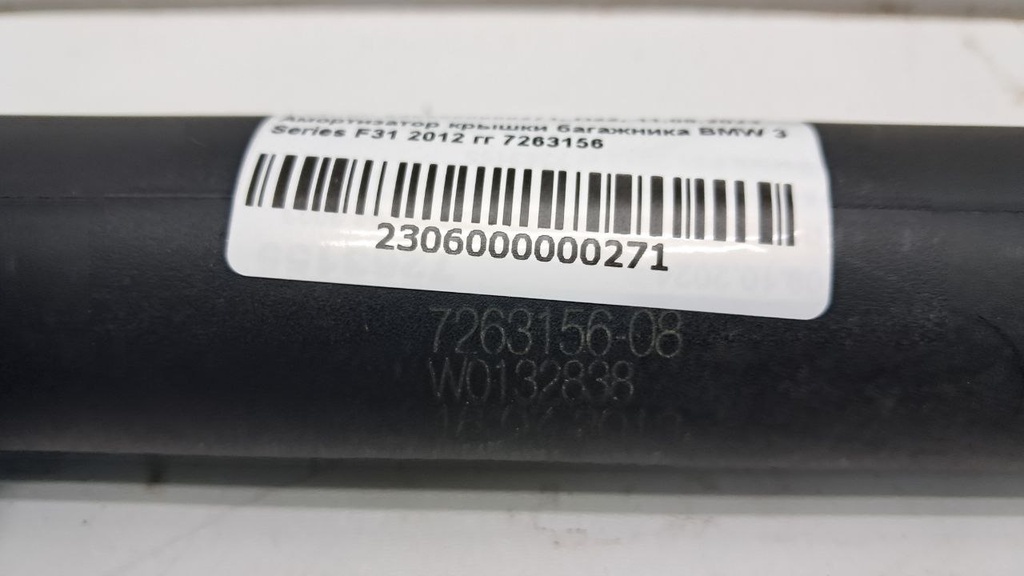 Амортизатор крышки багажника BMW 3
Series F31 2012 гг 7263156
2306000000271
7263156-08
W0132838